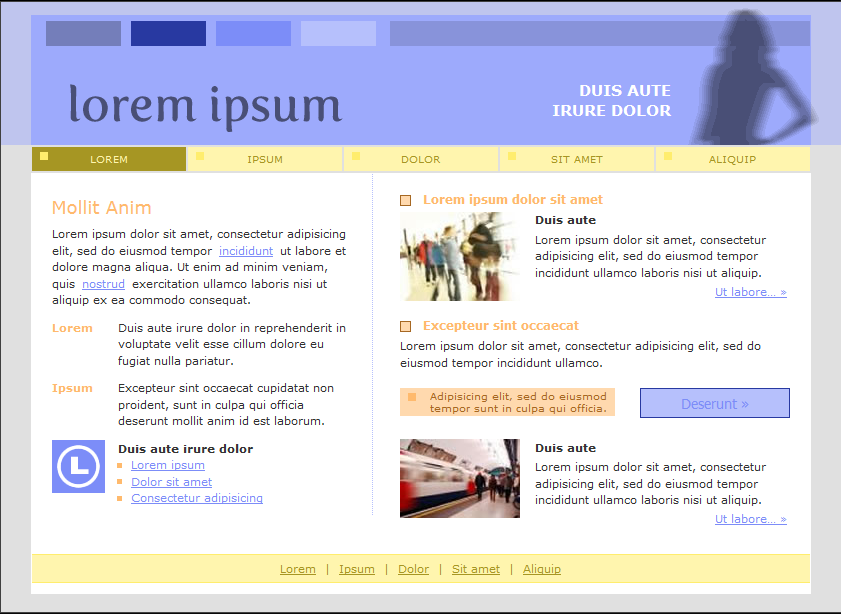 lorem ipsum
DUIS AUTE
IRURE DOLOR
LOREM
IPSUM
DOLOR
SIT AMET
ALIQUIP
Mollit Anim
Lorem ipsum dolor sit amet, consectetur adipisicing
elit, sed do eiusmod tempor incididunt ut labore et
dolore magna aliqua. Ut enim ad minim veniam,
quis nostrud exercitation ullamco laboris nisi ut
aliquip ex ea commodo consequat.
Lorem
Duis aute irure dolor in reprehenderit in
voluptate velit esse cillum dolore eu
fugiat nulla pariatur.
Ipsum
Excepteur sint occaecat cupidatat non
proident, sunt in culpa qui officia
deserunt mollit anim id est laborum.
Duis aute irure dolor
Lorem ipsum
Dolor sit amet
Consectetur adipisicing
Lorem ipsum dolor sit amet
Duis aute
Lorem ipsum dolor sit amet, consectetur
adipisicing elit, sed do eiusmod tempor
incididunt ullamco laboris nisi ut aliquip.
Ut labore... »
Excepteur sint occaecat
Lorem ipsum dolor sit amet, consectetur adipisicing elit, sed do
eiusmod tempor incididunt ullamco.
Adipisicing elit, sed do eiusmod
tempor sunt in culpa qui officia.
Deserunt »
Duis aute
Lorem ipsum dolor sit amet, consectetur
adipisicing elit, sed do eiusmod tempor
incididunt ullamco laboris nisi ut aliquip.
Ut labore... »
Lorem | Ipsum | Dolor | Sit amet | Aliquip